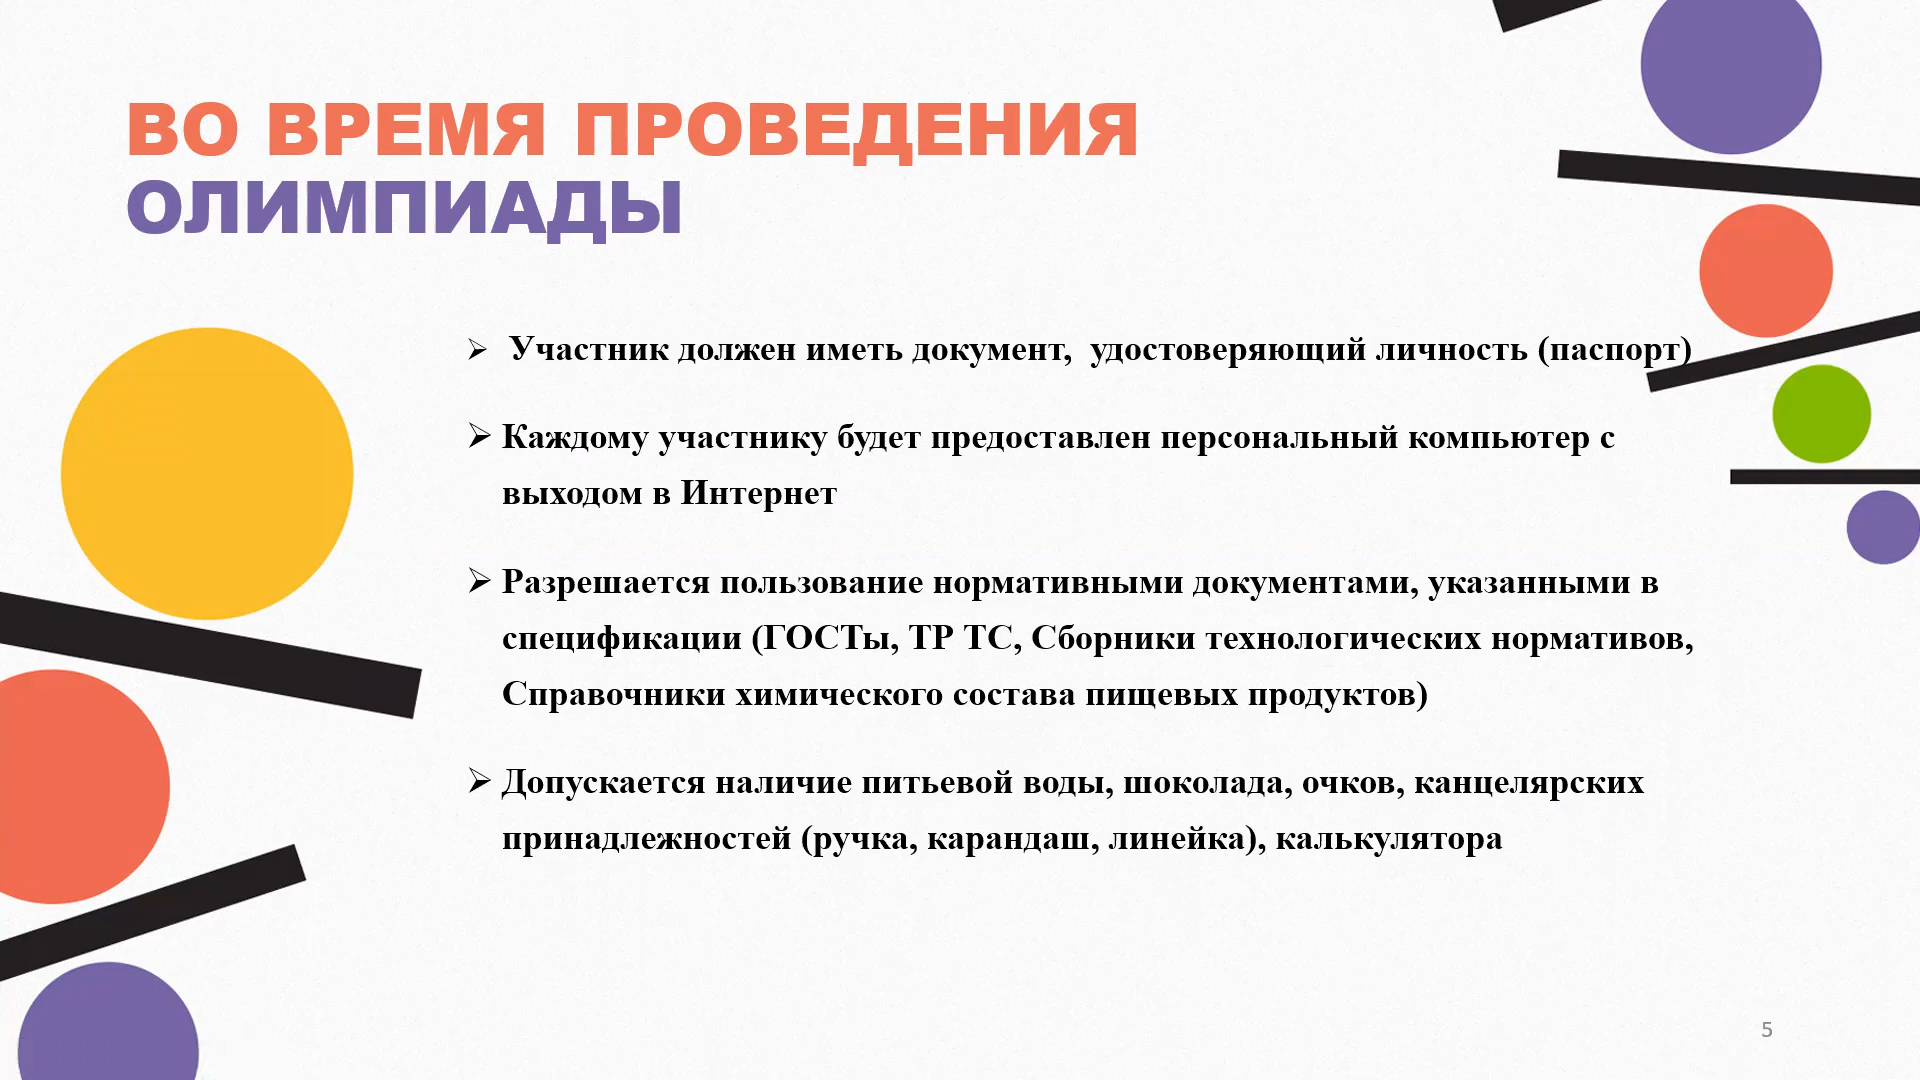 ВО ВРЕМЯ ПРОВЕДЕНИЯ
ОЛИМПИАДЫ
➢ Участник должен иметь документ, удостоверяющий личность (паспорт)
➢ Каждому участнику будет предоставлен персональный компьютер с
выходом в Интернет
➢ Разрешается пользование нормативными документами, указанными в
спецификации (ГОСТы, ТР ТС, Сборники технологических нормативов,
Справочники химического состава пищевых продуктов)
➢ Допускается наличие питьевой воды, шоколада, очков, канцелярских
принадлежностей (ручка, карандаш, линейка), калькулятора
5